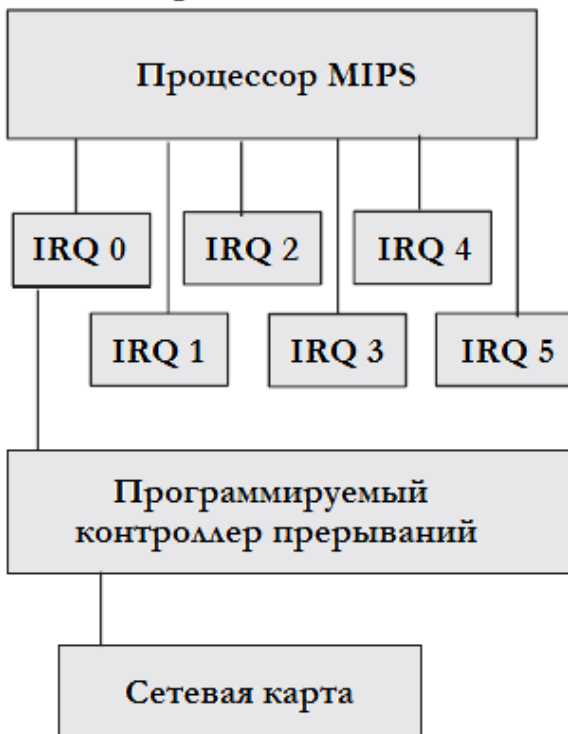 Процессор MIPS
IRQ 0
IRQ 2
IRQ 4
IRQ 1
IRQ 3
IRQ 5
Программируемый
контроллер прерываний
Сетевая карта